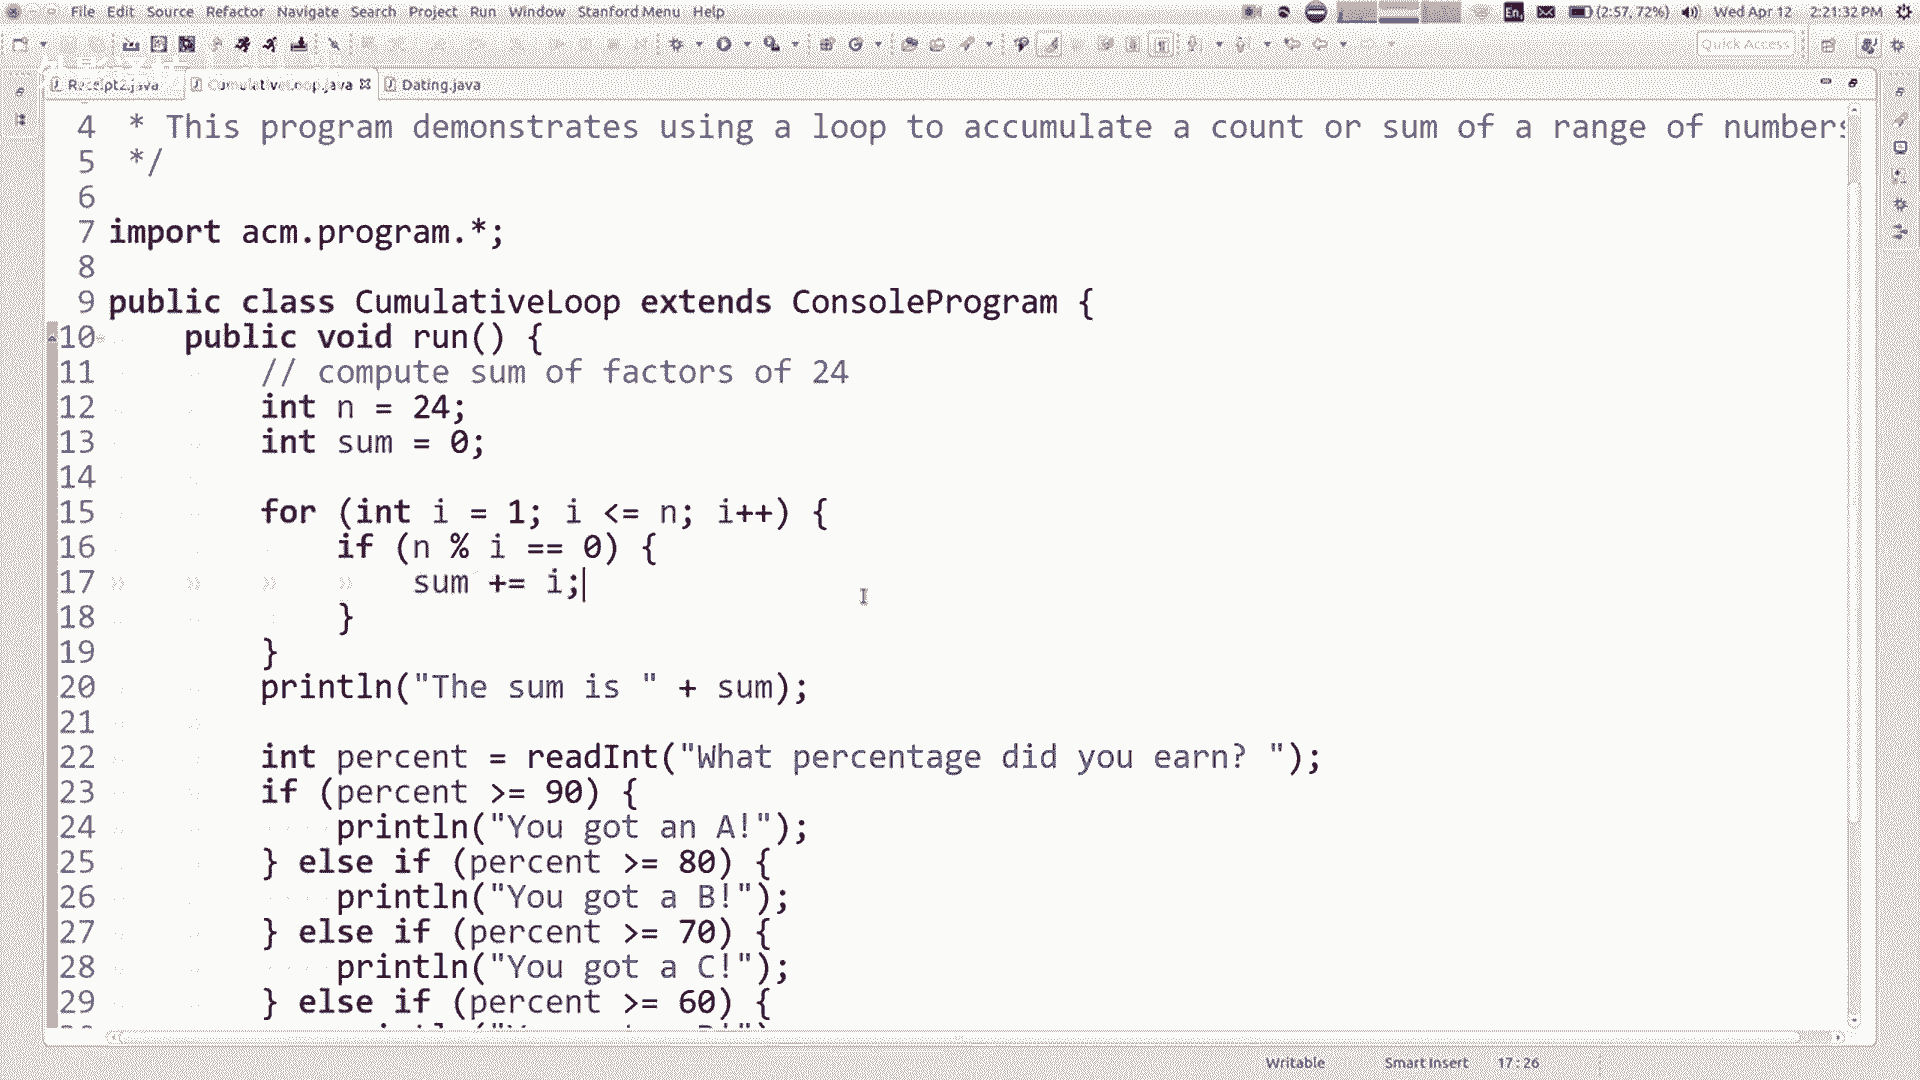 File Edit Source Refactor Navigate Search Project Run Window Stanford Menu Help En (2:57, 72%) Wed Apr 12 2:21:32 PM
Quick Access
Receipt2.java CumulativeLoop.java Dating.java
4 * This program demonstrates using a loop to accumulate a count or sum of a range of numbers
5 */
6
7 import acm.program.*;
8
9 public class CumulativeLoop extends ConsoleProgram {
10 public void run() {
11 // compute sum of factors of 24
12 int n = 24;
13 int sum = 0;
14
15 for (int i = 1; i <= n; i++) {
16 if (n % i == 0) {
17 sum += i;
18 }
19 }
20 println("The sum is " + sum);
21
22 int percent = readInt("What percentage did you earn? ");
23 if (percent >= 90) {
24 println("You got an A!");
25 } else if (percent >= 80) {
26 println("You got a B!");
27 } else if (percent >= 70) {
28 println("You got a C!");
29 } else if (percent >= 60) {
Writable Smart Insert 17 : 26